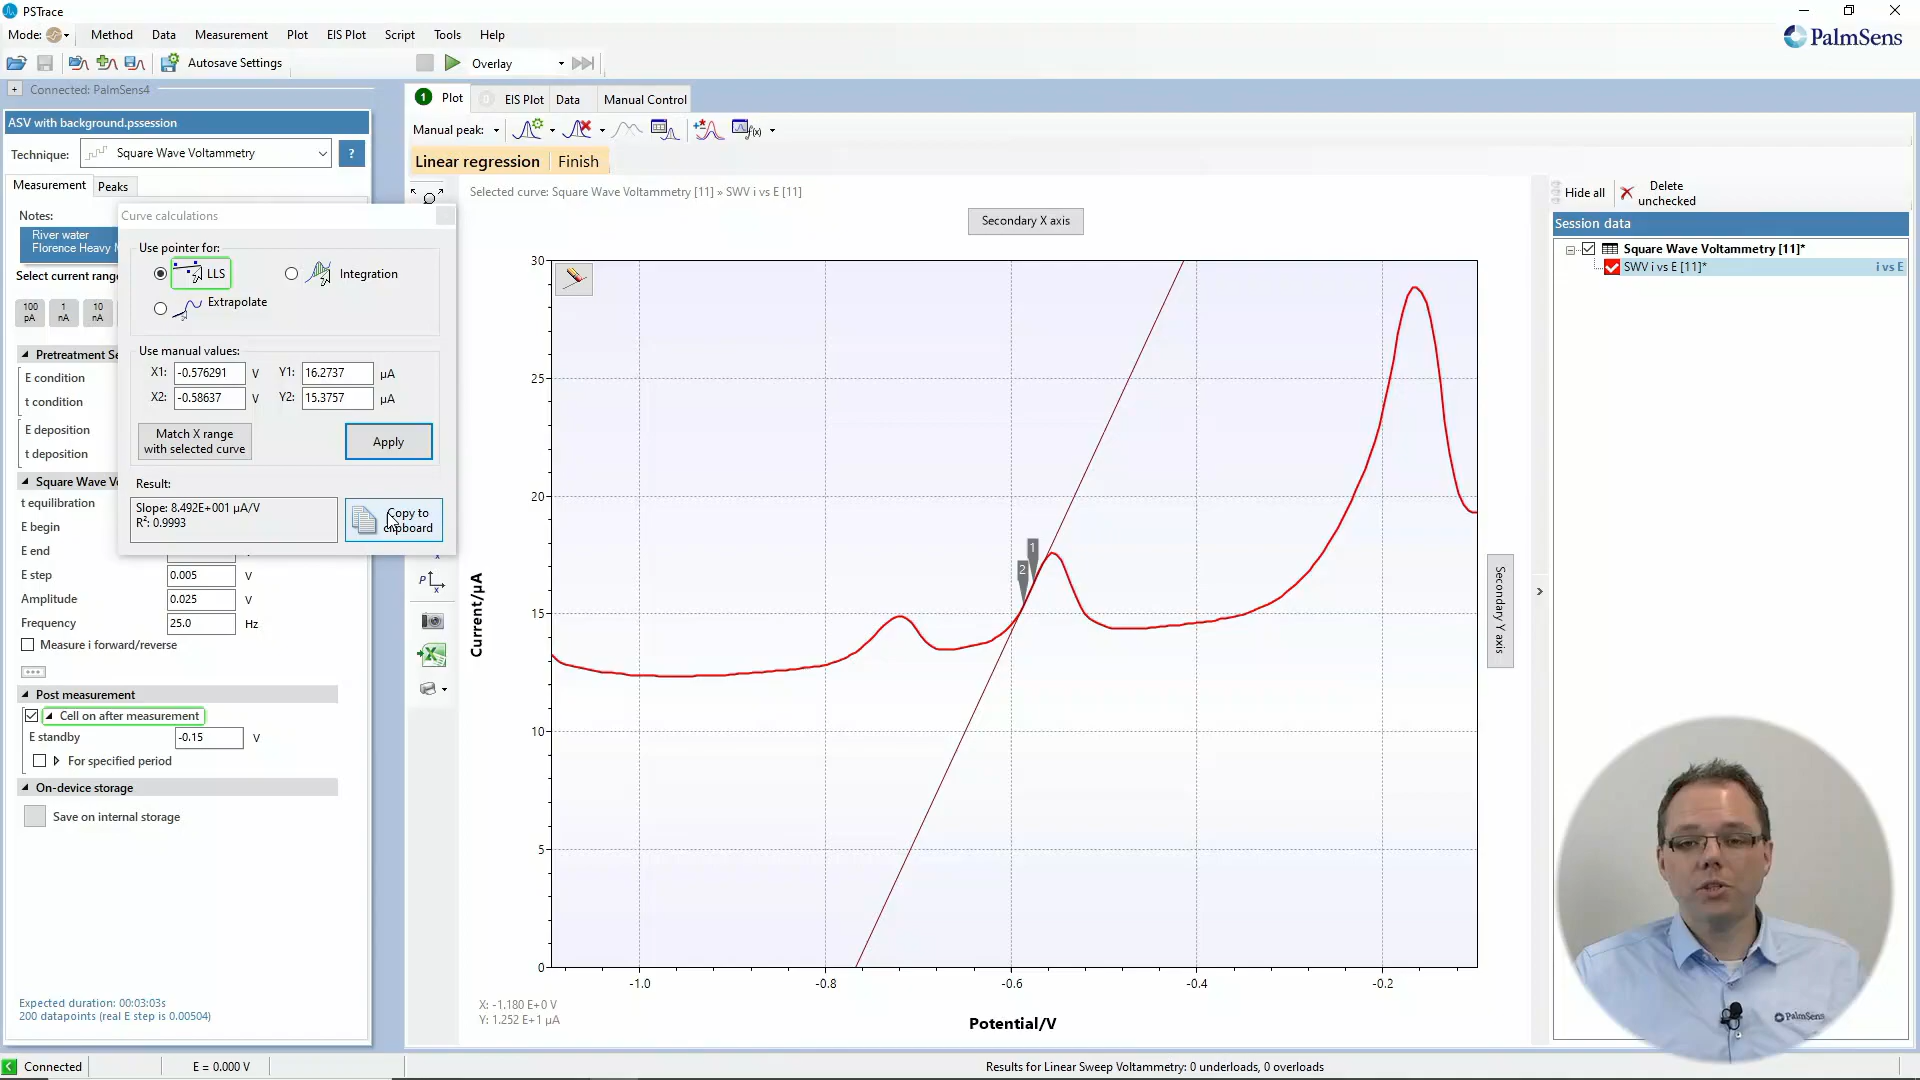 PSTrace
Mode:
Method
Data
Measurement
Plot
EIS Plot
Script
Tools
Help
PalmSens
Autosave Settings
Overlay
Connected: PalmSens4
1
Plot
0
EIS Plot
Data
Manual Control
ASV with background.pssession
Manual peak:
f(x)
Technique:
Square Wave Voltammetry
?
Linear regression
Finish
Measurement
Peaks
Selected curve: Square Wave Voltammetry [11] » SWV i vs E [11]
Hide all
Delete
unchecked
Notes:
River water
Florence Heavy M
Select current rang
100
pA
1
nA
10
nA
Curve calculations
Use pointer for:
LLS
Integration
Extrapolate
Use manual values:
X1:
-0.576291
V
Y1:
16.2737
µA
X2:
-0.58637
V
Y2:
15.3757
µA
Match X range
with selected curve
Apply
Result:
Slope: 8.492E+001 µA/V
R²: 0.9993
Copy to
clipboard
Pretreatment Se
E condition
t condition
E deposition
t deposition
Square Wave Vo
t equilibration
E begin
E end
E step
0.005
V
Amplitude
0.025
V
Frequency
25.0
Hz
Measure i forward/reverse
Post measurement
Cell on after measurement
E standby
-0.15
V
For specified period
On-device storage
Save on internal storage
Expected duration: 00:03:03s
200 datapoints (real E step is 0.00504)
Secondary X axis
30
25
20
15
10
5
0
Current/µA
1
2
-1.0
-0.8
-0.6
-0.4
-0.2
X: -1.180 E+0 V
Y: 1.252 E+1 µA
Potential/V
Secondary Y axis
Session data
Square Wave Voltammetry [11]*
SWV i vs E [11]*
i vs E
PalmSens
Connected
E = 0.000 V
Results for Linear Sweep Voltammetry: 0 underloads, 0 overloads